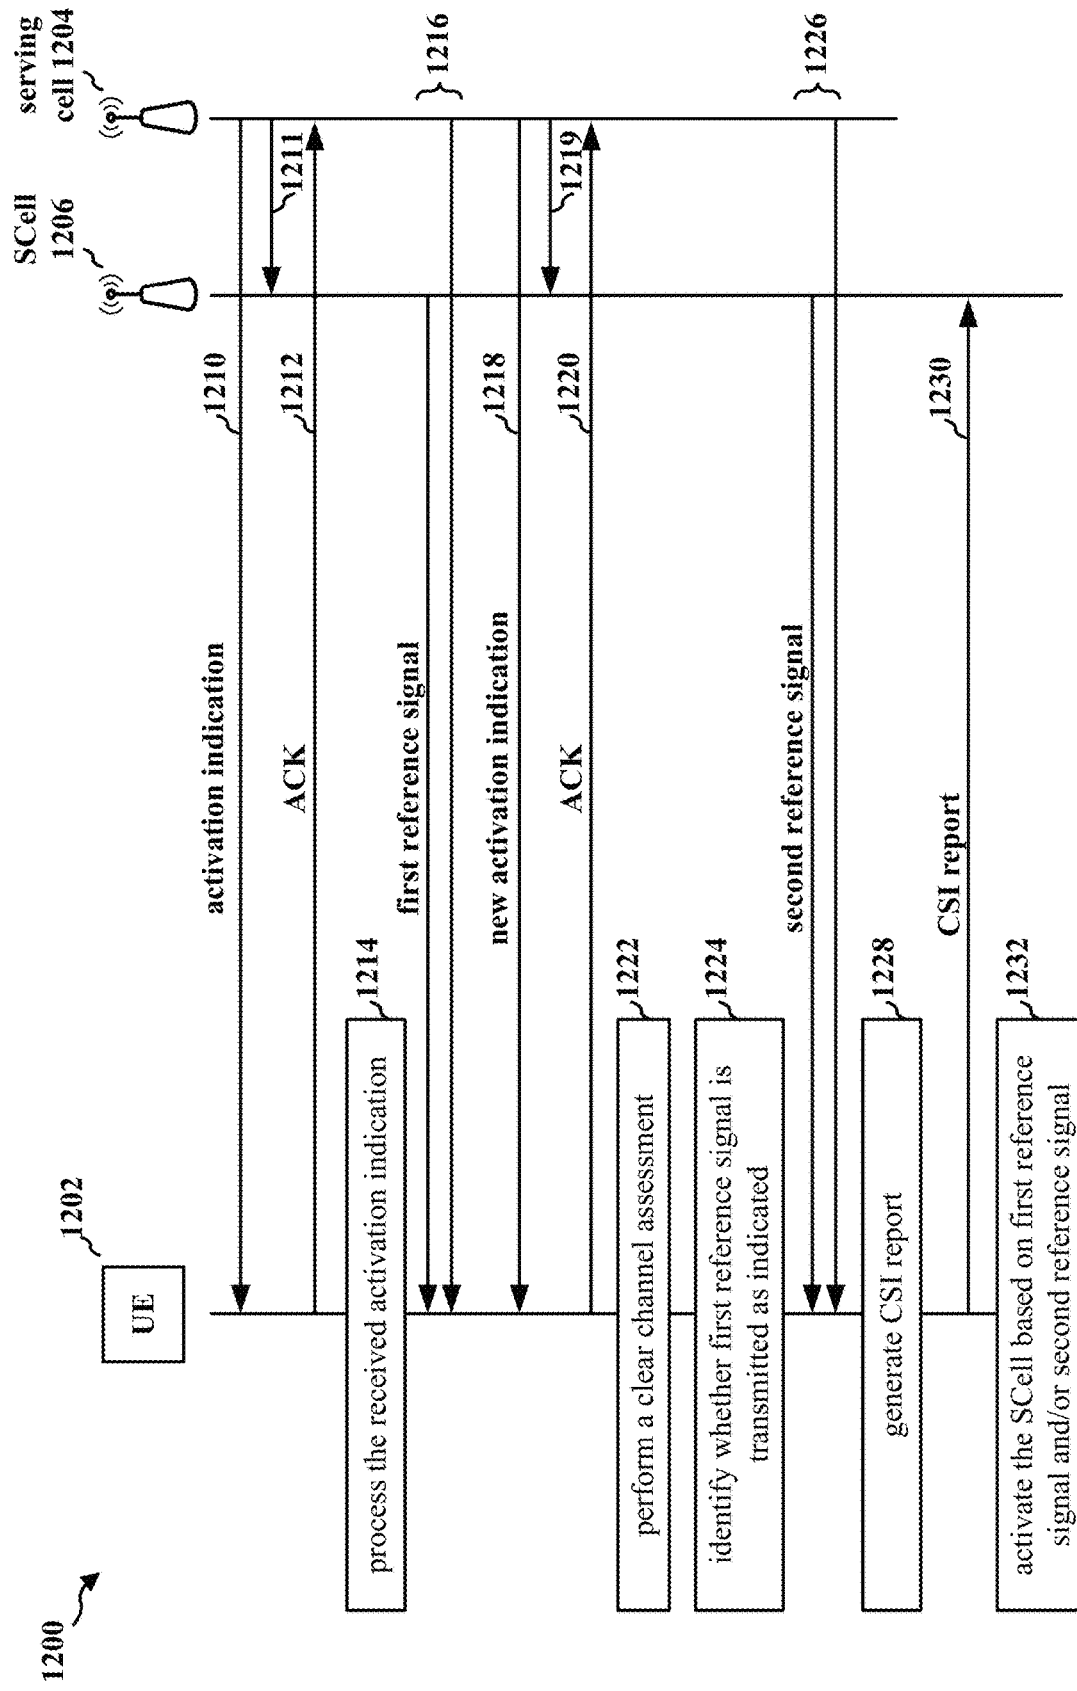 1200
UE
1202
SCell
1206
serving
cell 1204
activation indication
1210
1211
ACK
1212
process the received activation indication
1214
first reference signal
1216
new activation indication
1218
1219
ACK
1220
perform a clear channel assessment
1222
identify whether first reference signal is
transmitted as indicated
1224
second reference signal
1226
generate CSI report
1228
CSI report
1230
activate the SCell based on first reference
signal and/or second reference signal
1232